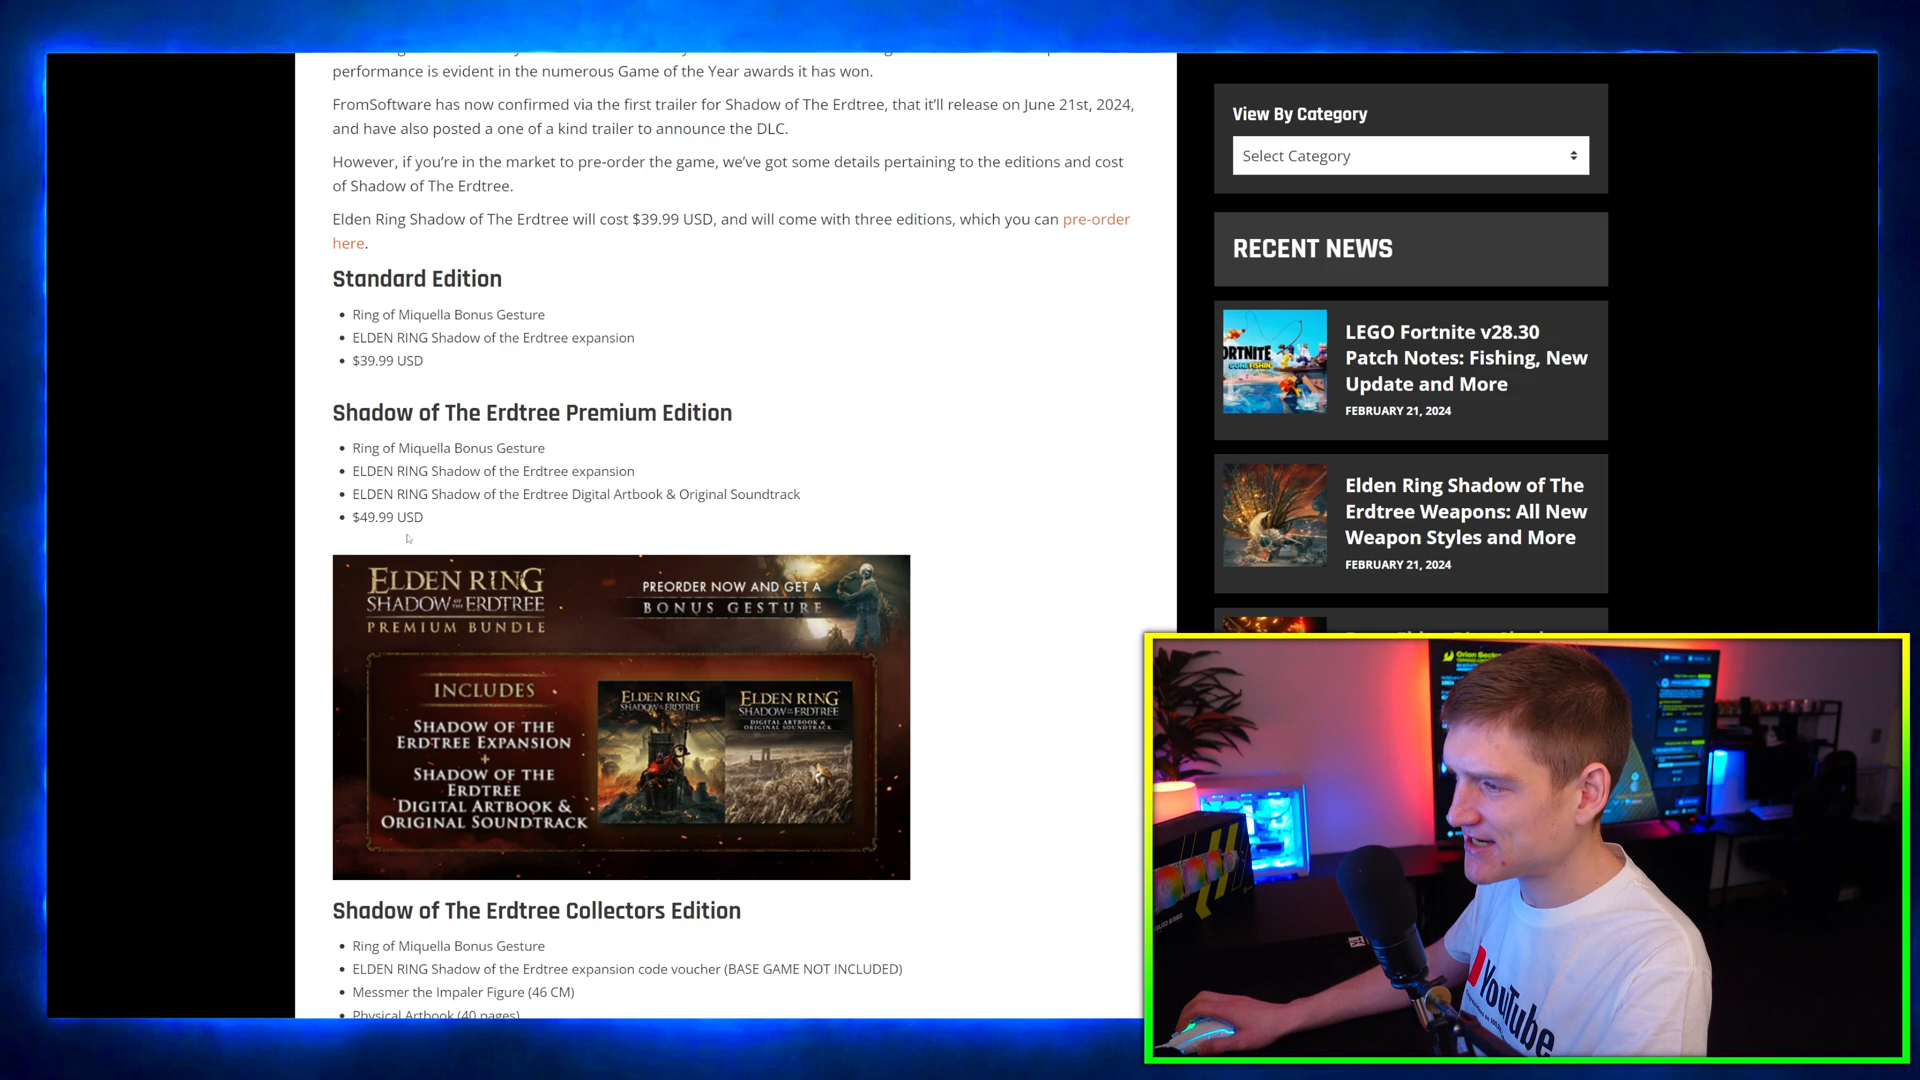 performance is evident in the numerous Game of the Year awards it has won.
FromSoftware has now confirmed via the first trailer for Shadow of The Erdtree, that it'll release on June 21st, 2024,
and have also posted a one of a kind trailer to announce the DLC.
However, if you're in the market to pre-order the game, we've got some details pertaining to the editions and cost
of Shadow of The Erdtree.
Elden Ring Shadow of The Erdtree will cost $39.99 USD, and will come with three editions, which you can pre-order
here.
Standard Edition
Ring of Miquella Bonus Gesture
ELDEN RING Shadow of the Erdtree expansion
$39.99 USD
Shadow of The Erdtree Premium Edition
Ring of Miquella Bonus Gesture
ELDEN RING Shadow of the Erdtree expansion
ELDEN RING Shadow of the Erdtree Digital Artbook & Original Soundtrack
$49.99 USD
ELDEN RING
SHADOW OF THE ERDTREE
PREMIUM BUNDLE
PREORDER NOW AND GET A
BONUS GESTURE
INCLUDES
SHADOW OF THE
ERDTREE EXPANSION
+
SHADOW OF THE
ERDTREE
DIGITAL ARTBOOK &
ORIGINAL SOUNDTRACK
ELDEN RING
SHADOW OF THE ERDTREE
ELDEN RING
SHADOW OF THE ERDTREE
DIGITAL ARTBOOK &
ORIGINAL SOUNDTRACK
Shadow of The Erdtree Collectors Edition
Ring of Miquella Bonus Gesture
ELDEN RING Shadow of the Erdtree expansion code voucher (BASE GAME NOT INCLUDED)
Messmer the Impaler Figure (46 CM)
Physical Artbook (40 pages)
View By Category
Select Category
RECENT NEWS
LEGO Fortnite v28.30
Patch Notes: Fishing, New
Update and More
FEBRUARY 21, 2024
Elden Ring Shadow of The
Erdtree Weapons: All New
Weapon Styles and More
FEBRUARY 21, 2024
YouTube